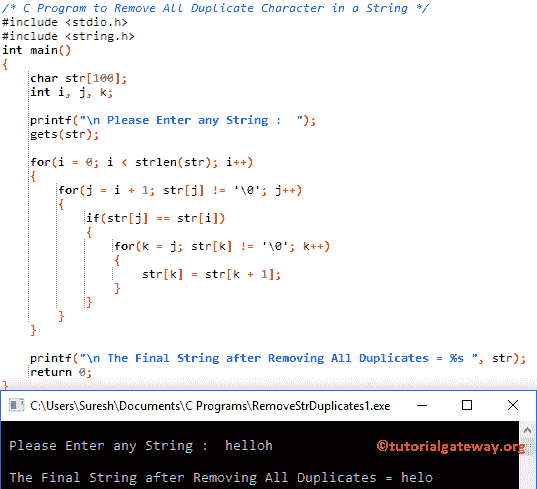 /* C Program to Remove All Duplicate Character in a String */
#include <stdio.h>
#include <string.h>
int main()
{
    char str[100];
    int i, j, k;

    printf("\n Please Enter any String :  ");
    gets(str);

    for(i = 0; i < strlen(str); i++)
    {
        for(j = i + 1; str[j] != '\0'; j++)
        {
            if(str[j] == str[i])
            {
                for(k = j; str[k] != '\0'; k++)
                {
                    str[k] = str[k + 1];
                }
            }
        }
    }

    printf("\n The Final String after Removing All Duplicates = %s ", str);
    return 0;
}
C:\Users\Suresh\Documents\C Programs\RemoveStrDuplicates1.exe
Please Enter any String :  helloh
©tutorialgateway.org
The Final String after Removing All Duplicates = helo